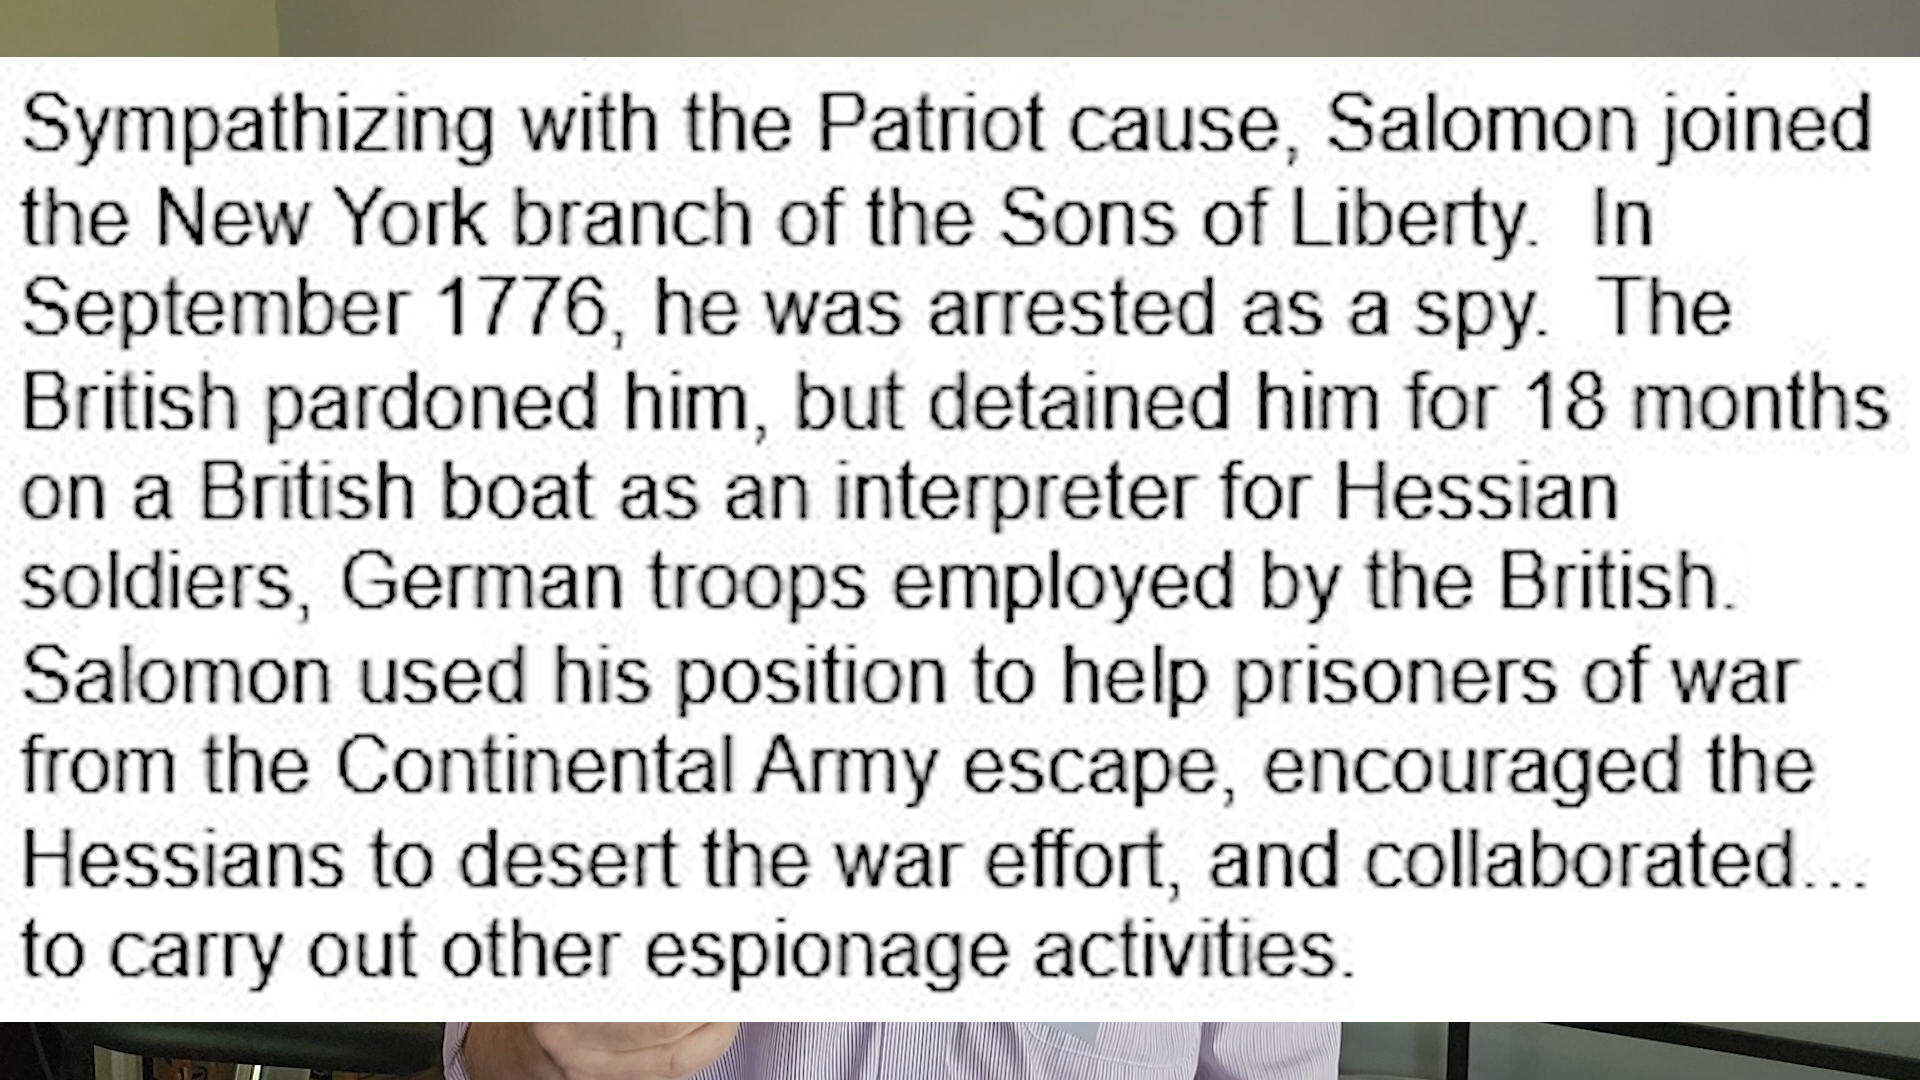 Sympathizing with the Patriot cause, Salomon joined
the New York branch of the Sons of Liberty.  In
September 1776, he was arrested as a spy.  The
British pardoned him, but detained him for 18 months
on a British boat as an interpreter for Hessian
soldiers, German troops employed by the British.
Salomon used his position to help prisoners of war
from the Continental Army escape, encouraged the
Hessians to desert the war effort, and collaborated...
to carry out other espionage activities.